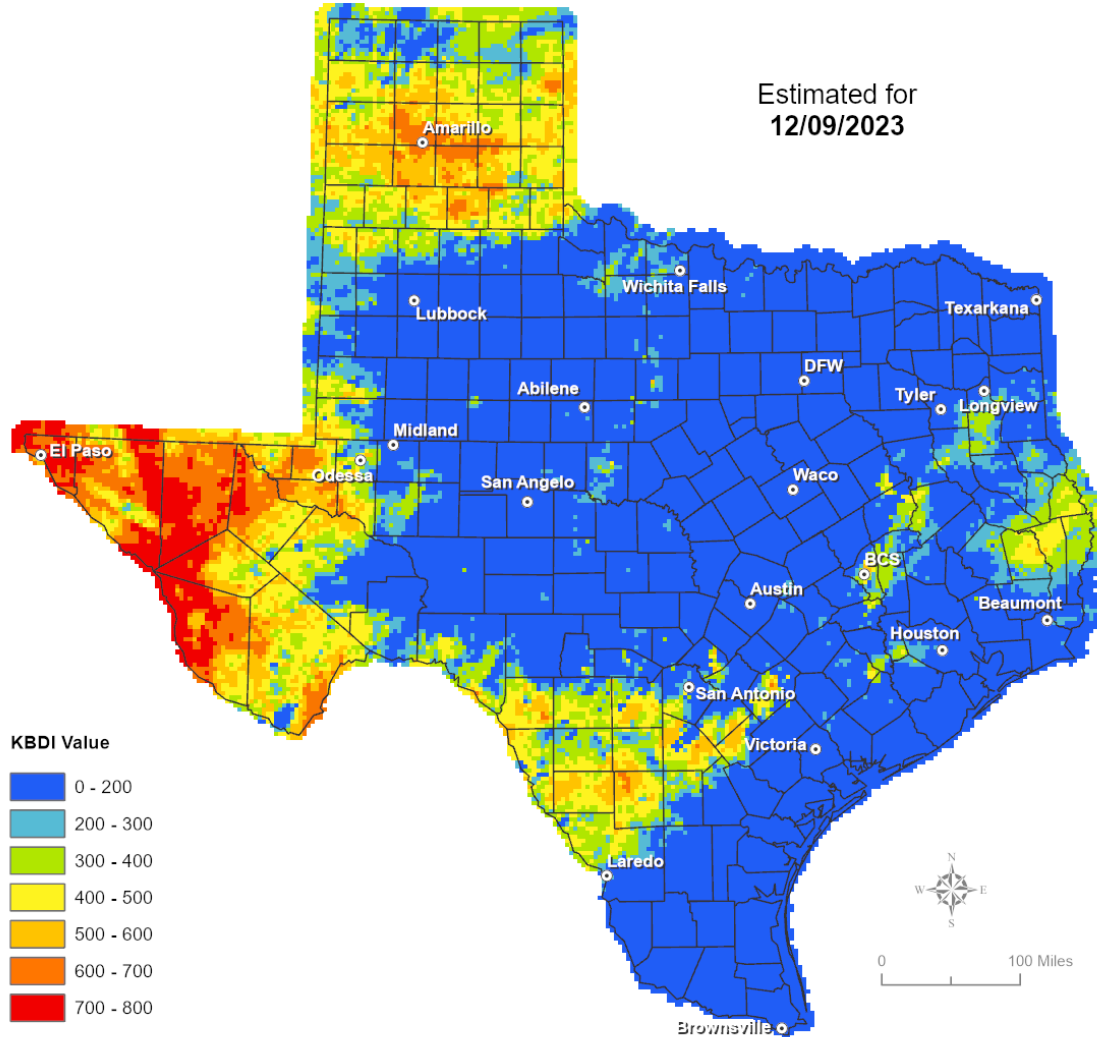 Estimated for
12/09/2023
Amarillo
Wichita Falls
Lubbock
Texarkana
DFW
Abilene
Tyler
Longview
Midland
El Paso
Odessa
San Angelo
Waco
BCS
Austin
Beaumont
Houston
San Antonio
Victoria
KBDI Value
0 - 200
200 - 300
300 - 400
400 - 500
500 - 600
600 - 700
700 - 800
Laredo
N
W E
S
0 100 Miles
Brownsville